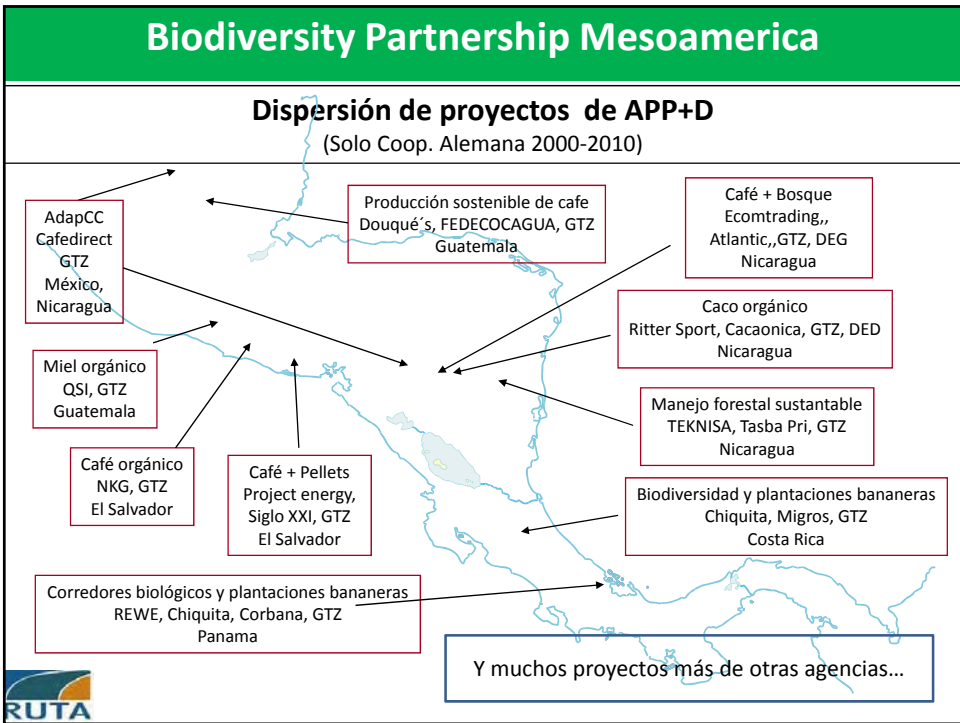 Biodiversity Partnership Mesoamerica
Dispersión de proyectos de APP+D
(Solo Coop. Alemana 2000-2010)
AdapCC
Cafedirect
GTZ
México,
Nicaragua
Producción sostenible de cafe
Douqué´s, FEDECOCAGUA, GTZ
Guatemala
Café + Bosque
Ecomtrading,,
Atlantic,,GTZ, DEG
Nicaragua
Caco orgánico
Ritter Sport, Cacaonica, GTZ, DED
Nicaragua
Miel orgánico
QSI, GTZ
Guatemala
Manejo forestal sustantable
TEKNISA, Tasba Pri, GTZ
Nicaragua
Café orgánico
NKG, GTZ
El Salvador
Café + Pellets
Project energy,
Siglo XXI, GTZ
El Salvador
Biodiversidad y plantaciones bananeras
Chiquita, Migros, GTZ
Costa Rica
Corredores biológicos y plantaciones bananeras
REWE, Chiquita, Corbana, GTZ
Panama
Y muchos proyectos más de otras agencias…
RUTA